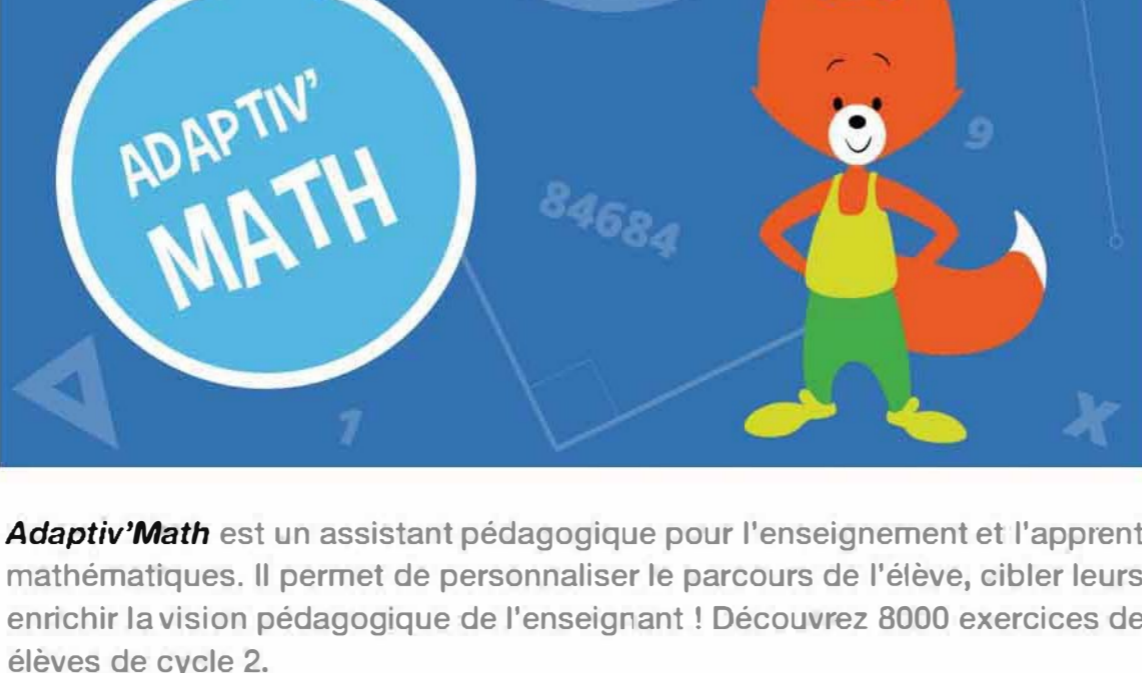 ADAPTIV'
MATH
9
84684
1
X
Adaptiv'Math est un assistant pédagogique pour l'enseignement et l'apprent
mathématiques. Il permet de personnaliser le parcours de l'élève, cibler leurs
enrichir la vision pédagogique de l'enseignant ! Découvrez 8000 exercices de
élèves de cycle 2.